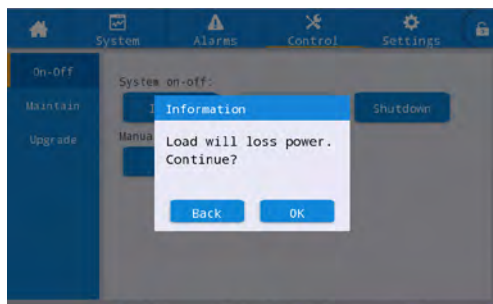 System
Alarms
Control
Settings
On-Off
Maintain
Upgrade
System on-off:
Shutdown
Information
Load will loss power.
Continue?
Back
OK